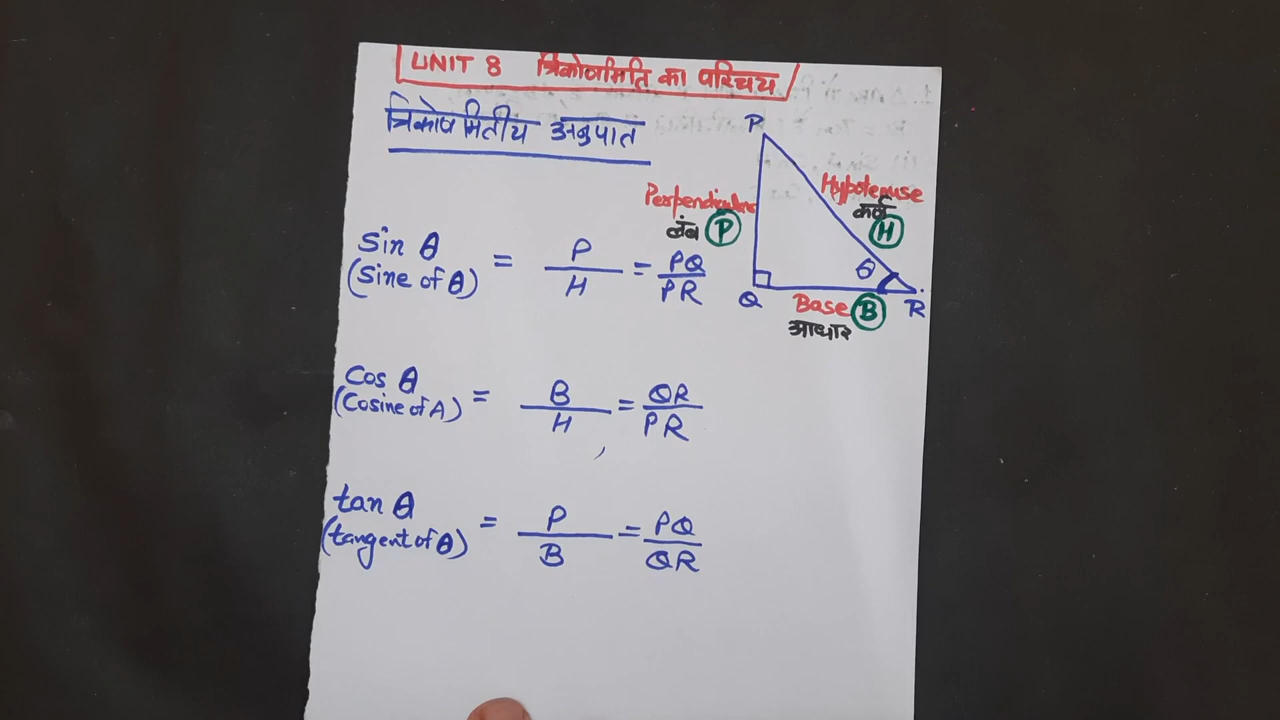 UNIT 8 त्रिकोणमिति का परिचय
त्रिकोणमितीय अनुपात
P
Perpendicular
लंब P
Hypotenuse
कर्ण
H
θ
Q
R
Base B
आधार
sin θ
(Sine of θ)
= P/H = PQ/PR
Cos θ
(Cosine of A)
= B/H = QR/PR
tan θ
(tangent of θ)
= P/B = PQ/QR